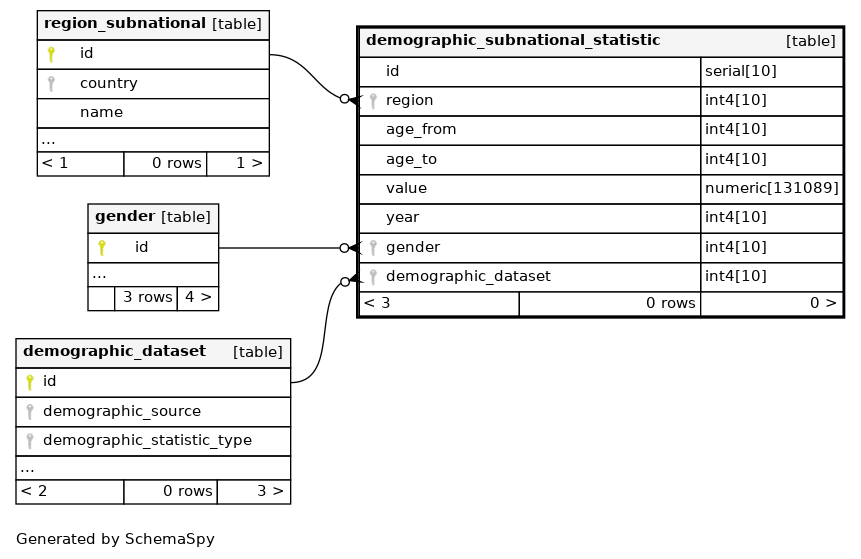 region_subnational [table]
id
country
name
...
< 1 0 rows 1 >
demographic_subnational_statistic [table]
id serial[10]
region int4[10]
age_from int4[10]
age_to int4[10]
value numeric[131089]
year int4[10]
gender int4[10]
demographic_dataset int4[10]
< 3 0 rows 0 >
gender [table]
id
...
3 rows 4 >
demographic_dataset [table]
id
demographic_source
demographic_statistic_type
...
< 2 0 rows 3 >
Generated by SchemaSpy